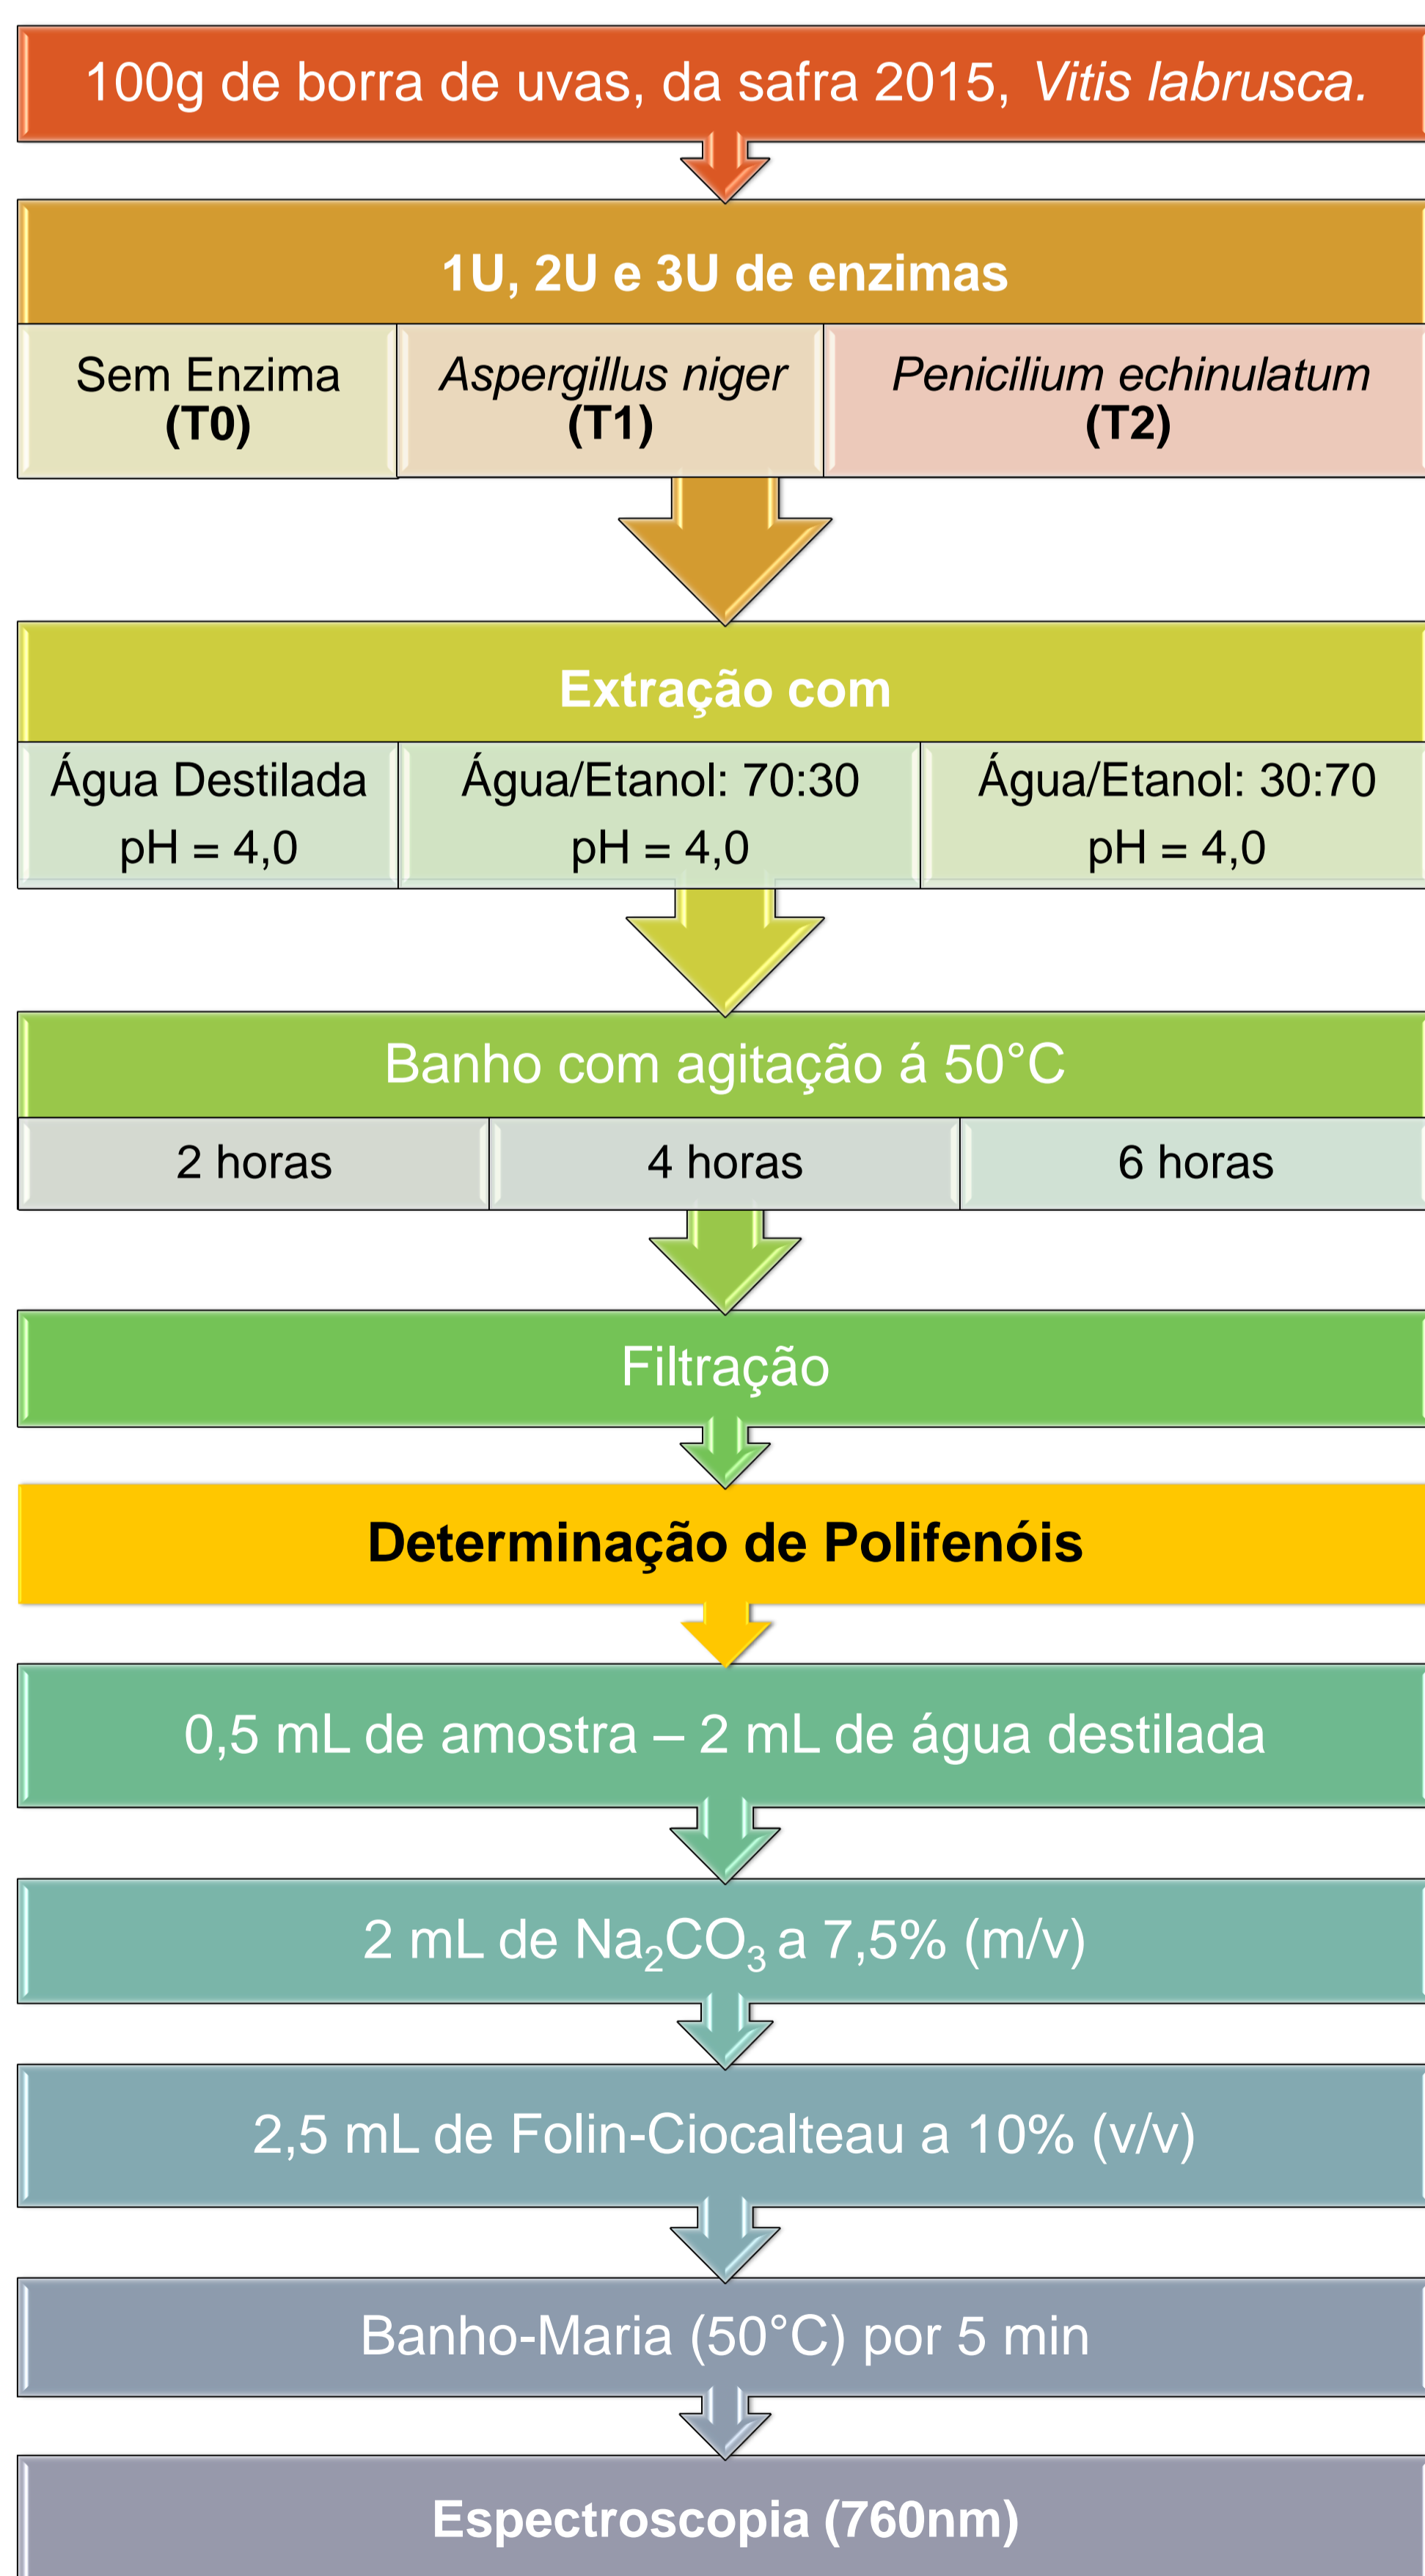 100g de borra de uvas, da safra 2015, Vitis labrusca.
1U, 2U e 3U de enzimas
Sem Enzima
(T0)
Aspergillus niger
(T1)
Penicilium echinulatum
(T2)
Extração com
Água Destilada
pH = 4,0
Água/Etanol: 70:30
pH = 4,0
Água/Etanol: 30:70
pH = 4,0
Banho com agitação á 50°C
2 horas
4 horas
6 horas
Filtração
Determinação de Polifenóis
0,5 mL de amostra – 2 mL de água destilada
2 mL de Na₂CO₃ a 7,5% (m/v)
2,5 mL de Folin-Ciocalteau a 10% (v/v)
Banho-Maria (50°C) por 5 min
Espectroscopia (760nm)